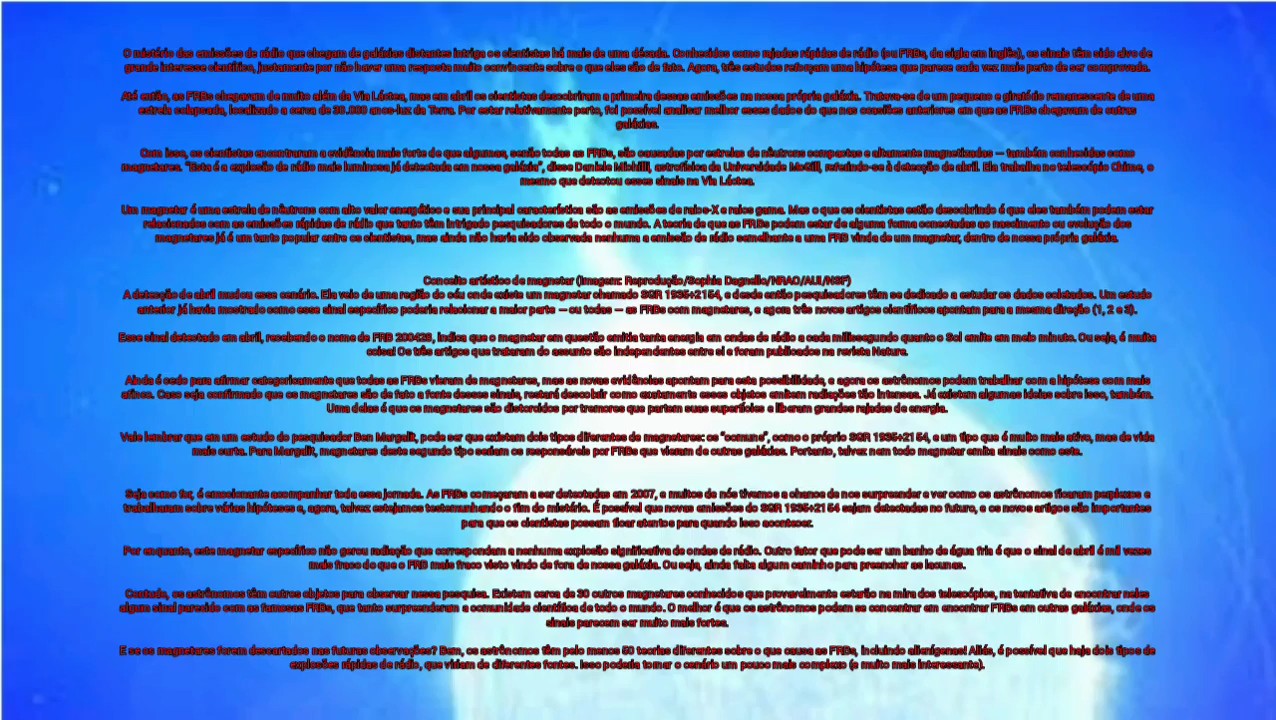 O mistério das emissões de rádio que chegam de galáxias distantes intriga os cientistas há mais de uma década. Conhecidos como rajadas rápidas de rádio (ou FRBs, da sigla em inglês), os sinais têm sido alvo de
grande interesse científico, justamente por não haver uma resposta muito convincente sobre o que eles são de fato. Agora, três estudos reforçam uma hipótese que parece cada vez mais perto de ser comprovada.
Até então, as FRBs chegavam de muito além da Via Láctea, mas em abril os cientistas descobriram a primeira dessas emissões na nossa própria galáxia. Tratava-se de um pequeno e giratório remanescente de uma
estrela colapsada, localizado a cerca de 30.000 anos-luz da Terra. Por estar relativamente perto, foi possível analisar melhor esses dados do que nas ocasiões anteriores em que as FRBs chegavam de outras
galáxias.
Com isso, os cientistas encontraram a evidência mais forte de que algumas, senão todas as FRBs, são causadas por estrelas de nêutrons compactas e altamente magnetizadas — também conhecidas como
magnetares. "Esta é a explosão de rádio mais luminosa já detectada em nossa galáxia", disse Daniele Michilli, astrofísica da Universidade McGill, referindo-se à detecção de abril. Ela trabalha no telescópio Chime, o
mesmo que detectou esses sinais na Via Láctea.
Um magnetar é uma estrela de nêutrons com alto valor energético e sua principal característica são as emissões de raios-X e raios gama. Mas o que os cientistas estão descobrindo é que eles também podem estar
relacionados com as emissões rápidas de rádio que tanto têm intrigado pesquisadores de todo o mundo. A teoria de que as FRBs podem estar de alguma forma conectadas ao nascimento ou evolução dos
magnetares já é um tanto popular entre os cientistas, mas ainda não havia sido observada nenhuma a emissão de rádio semelhante a uma FRB vinda de um magnetar, dentro de nossa própria galáxia.
Conceito artístico de magnetar (Imagem: Reprodução/Sophia Dagnello/NRAO/AUI/NSF)
A detecção de abril mudou esse cenário. Ela veio de uma região do céu onde existe um magnetar chamado SGR 1935+2154, e desde então pesquisadores têm se dedicado a estudar os dados coletados. Um estudo
anterior já havia mostrado como esse sinal específico poderia relacionar a maior parte — ou todas — as FRBs com magnetares, e agora três novos artigos científicos apontam para a mesma direção (1, 2 e 3).
Esse sinal detectado em abril, recebendo o nome de FRB 200428, indica que o magnetar em questão emitia tanta energia em ondas de rádio a cada milissegundo quanto o Sol emite em meio minuto. Ou seja, é muita
coisa! Os três artigos que trataram do assunto são independentes entre si e foram publicados na revista Nature.
Ainda é cedo para afirmar categoricamente que todas as FRBs vieram de magnetares, mas as novas evidências apontam para esta possibilidade, e agora os astrônomos podem trabalhar com a hipótese com mais
afinco. Caso seja confirmado que os magnetares são de fato a fonte desses sinais, restará descobrir como exatamente esses objetos emitem radiações tão intensas. Já existem algumas ideias sobre isso, também.
Uma delas é que os magnetares são distorcidos por tremores que partem suas superfícies e liberam grandes rajadas de energia.
Vale lembrar que em um estudo do pesquisador Ben Margalit, pode ser que existam dois tipos diferentes de magnetares: os "comuns", como o próprio SGR 1935+2154, e um tipo que é muito mais ativo, mas de vida
mais curta. Para Margalit, magnetares deste segundo tipo seriam os responsáveis por FRBs que vieram de outras galáxias. Portanto, talvez nem todo magnetar emita sinais como este.
Seja como for, é emocionante acompanhar toda essa jornada. As FRBs começaram a ser detectadas em 2007, e muitos de nós tivemos a chance de nos surpreender e ver como os astrônomos ficaram perplexos e
trabalharam sobre várias hipóteses e, agora, talvez estejamos testemunhando o fim do mistério. É possível que novas emissões do SGR 1935+2154 sejam detectadas no futuro, e os novos artigos são importantes
para que os cientistas possam ficar atentos para quando isso acontecer.
Por enquanto, este magnetar específico não gerou radiação que correspondam a nenhuma explosão significativa de ondas de rádio. Outro fator que pode ser um banho de água fria é que o sinal de abril é mil vezes
mais fraco do que o FRB mais fraco visto vindo de fora de nossa galáxia. Ou seja, ainda falta algum caminho para preencher as lacunas.
Contudo, os astrônomos têm outros objetos para observar nessa pesquisa. Existem cerca de 30 outros magnetares conhecidos que provavelmente estarão na mira dos telescópios, na tentativa de encontrar neles
algum sinal parecido com as famosas FRBs, que tanto surpreenderam a comunidade científica de todo o mundo. O melhor é que os astrônomos podem se concentrar em encontrar FRBs em outras galáxias, onde os
sinais parecem ser muito mais fortes.
E se os magnetares forem descartados nas futuras observações? Bem, os astrônomos têm pelo menos 50 teorias diferentes sobre o que causa as FRBs, incluindo alienígenas! Aliás, é possível que haja dois tipos de
explosões rápidas de rádio, que viriam de diferentes fontes. Isso poderia tornar o cenário um pouco mais complexo (e muito mais interessante).